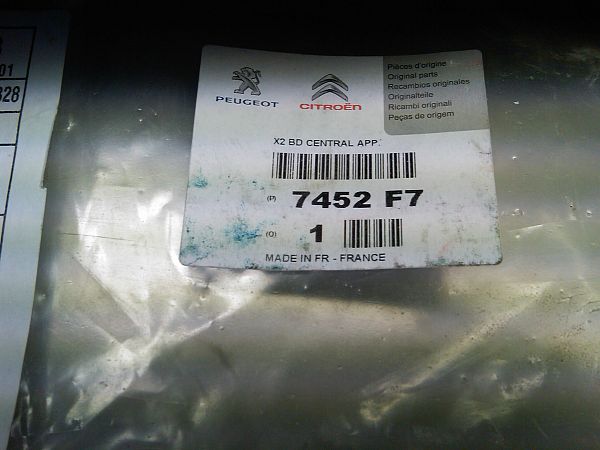 01
328
PEUGEOT
CITROËN
Pièces d'origine
Original parts
Recambios originales
Originalteile
Ricambi originali
Peças de origem
X2 BD CENTRAL APP.
(P) 7452 F7
(Q) 1
MADE IN FR - FRANCE